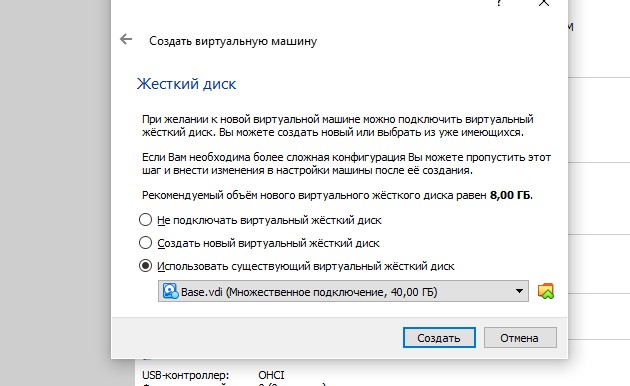 ?
Создать виртуальную машину
Жесткий диск
При желании к новой виртуальной машине можно подключить виртуальный
жёсткий диск. Вы можете создать новый или выбрать из уже имеющихся.
Если Вам необходима более сложная конфигурация Вы можете пропустить этот
шаг и внести изменения в настройки машины после её создания.
Рекомендуемый объём нового виртуального жёсткого диска равен 8,00 ГБ.
Не подключать виртуальный жёсткий диск
Создать новый виртуальный жёсткий диск
Использовать существующий виртуальный жёсткий диск
Base.vdi (Множественное подключение, 40,00 ГБ)
Создать Отмена
USB-контроллер: OHCI